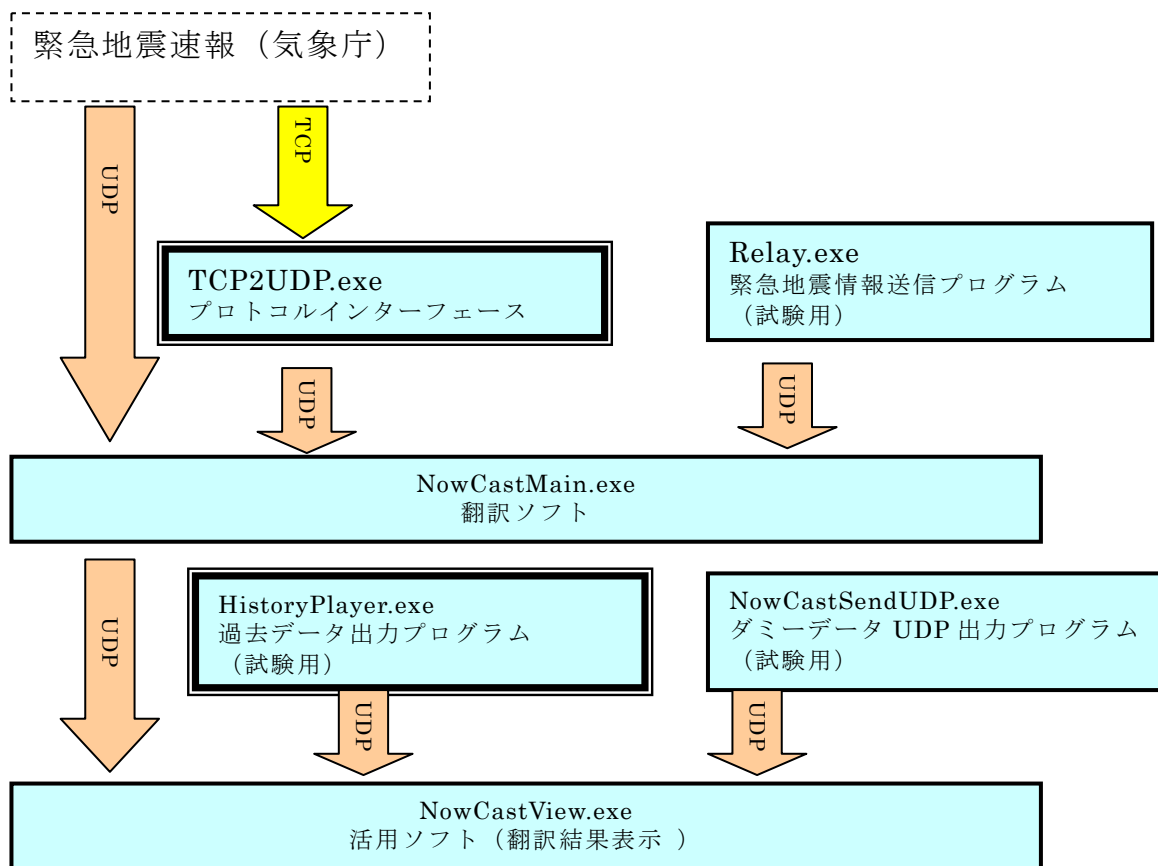 緊急地震速報（気象庁）
UDP
TCP
TCP2UDP.exe
プロトコルインターフェース
Relay.exe
緊急地震情報送信プログラム
（試験用）
UDP
UDP
NowCastMain.exe
翻訳ソフト
UDP
HistoryPlayer.exe
過去データ出力プログラム
（試験用）
NowCastSendUDP.exe
ダミーデータ UDP 出力プログラム
（試験用）
UDP
UDP
NowCastView.exe
活用ソフト（翻訳結果表示 ）